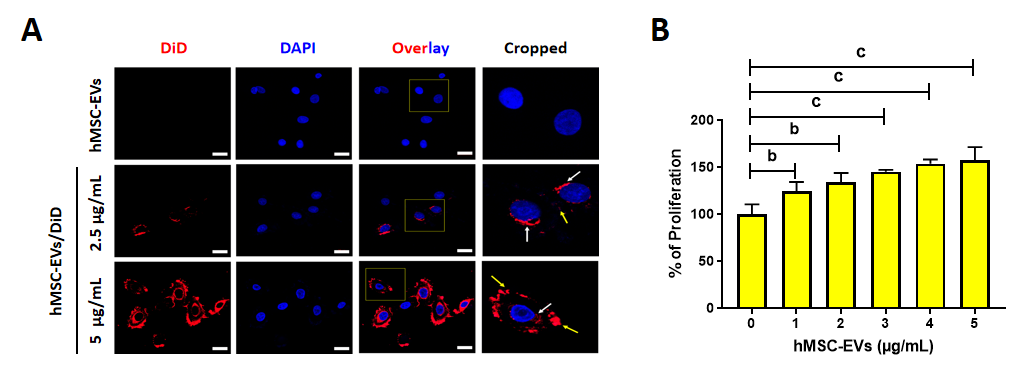 A
DiD DAPI Overlay Cropped
hMSC-EVs
hMSC-EVs/DiD
2.5 µg/mL
5 µg/mL
B
c
c
c
b
b
% of Proliferation
200
150
100
50
0
0 1 2 3 4 5
hMSC-EVs (µg/mL)